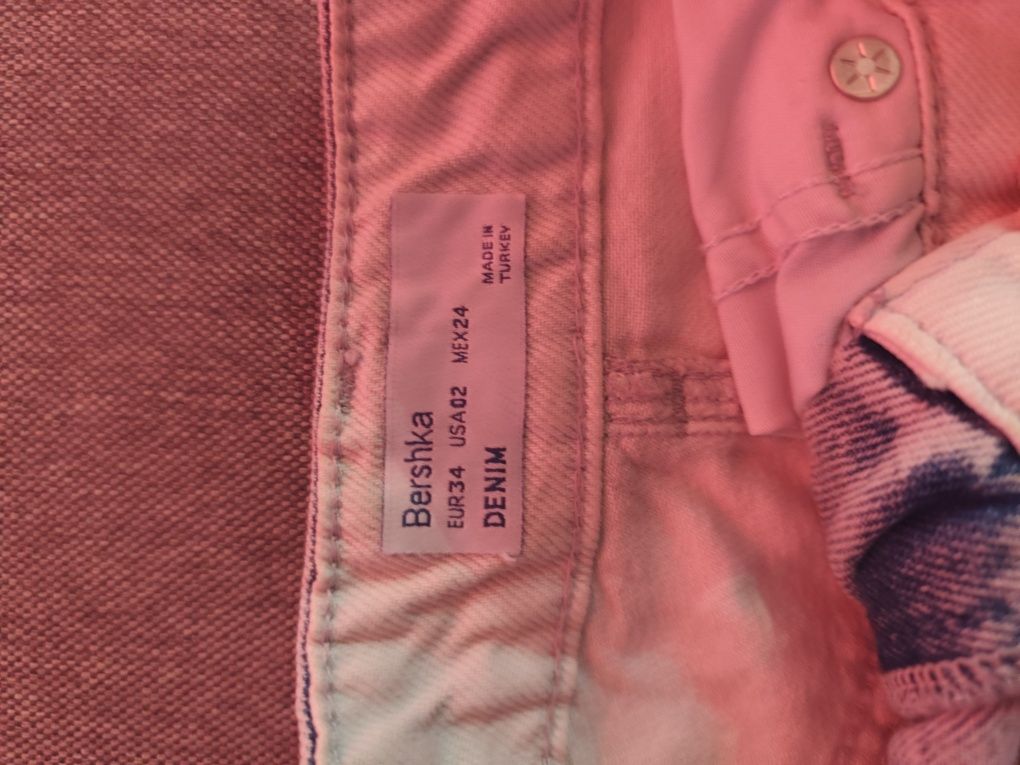 Bershka
EUR34 USA02 MEX24
DENIM
MADE IN
TURKEY